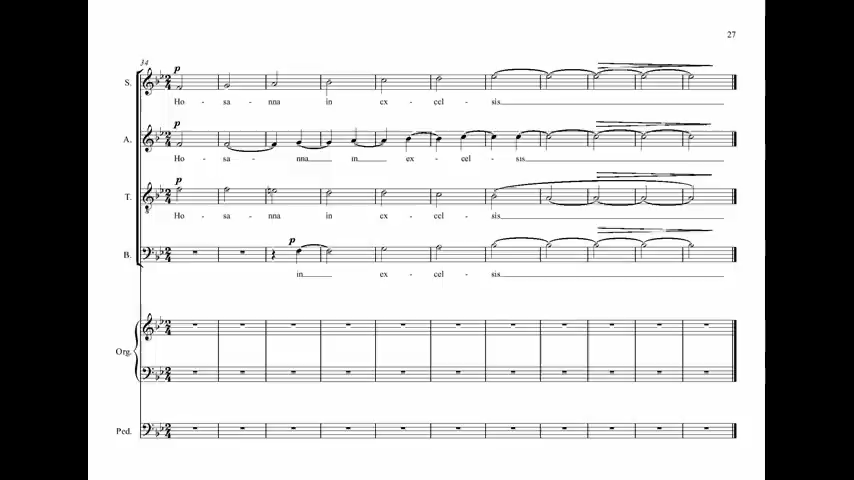 27
34
p
S.
Ho - sa - nna in ex - cel - sis
p
A.
Ho - sa - nna in ex - cel - sis
p
T.
Ho - sa - nna in ex - cel - sis
p
B.
in ex - cel - sis
Org.
Ped.